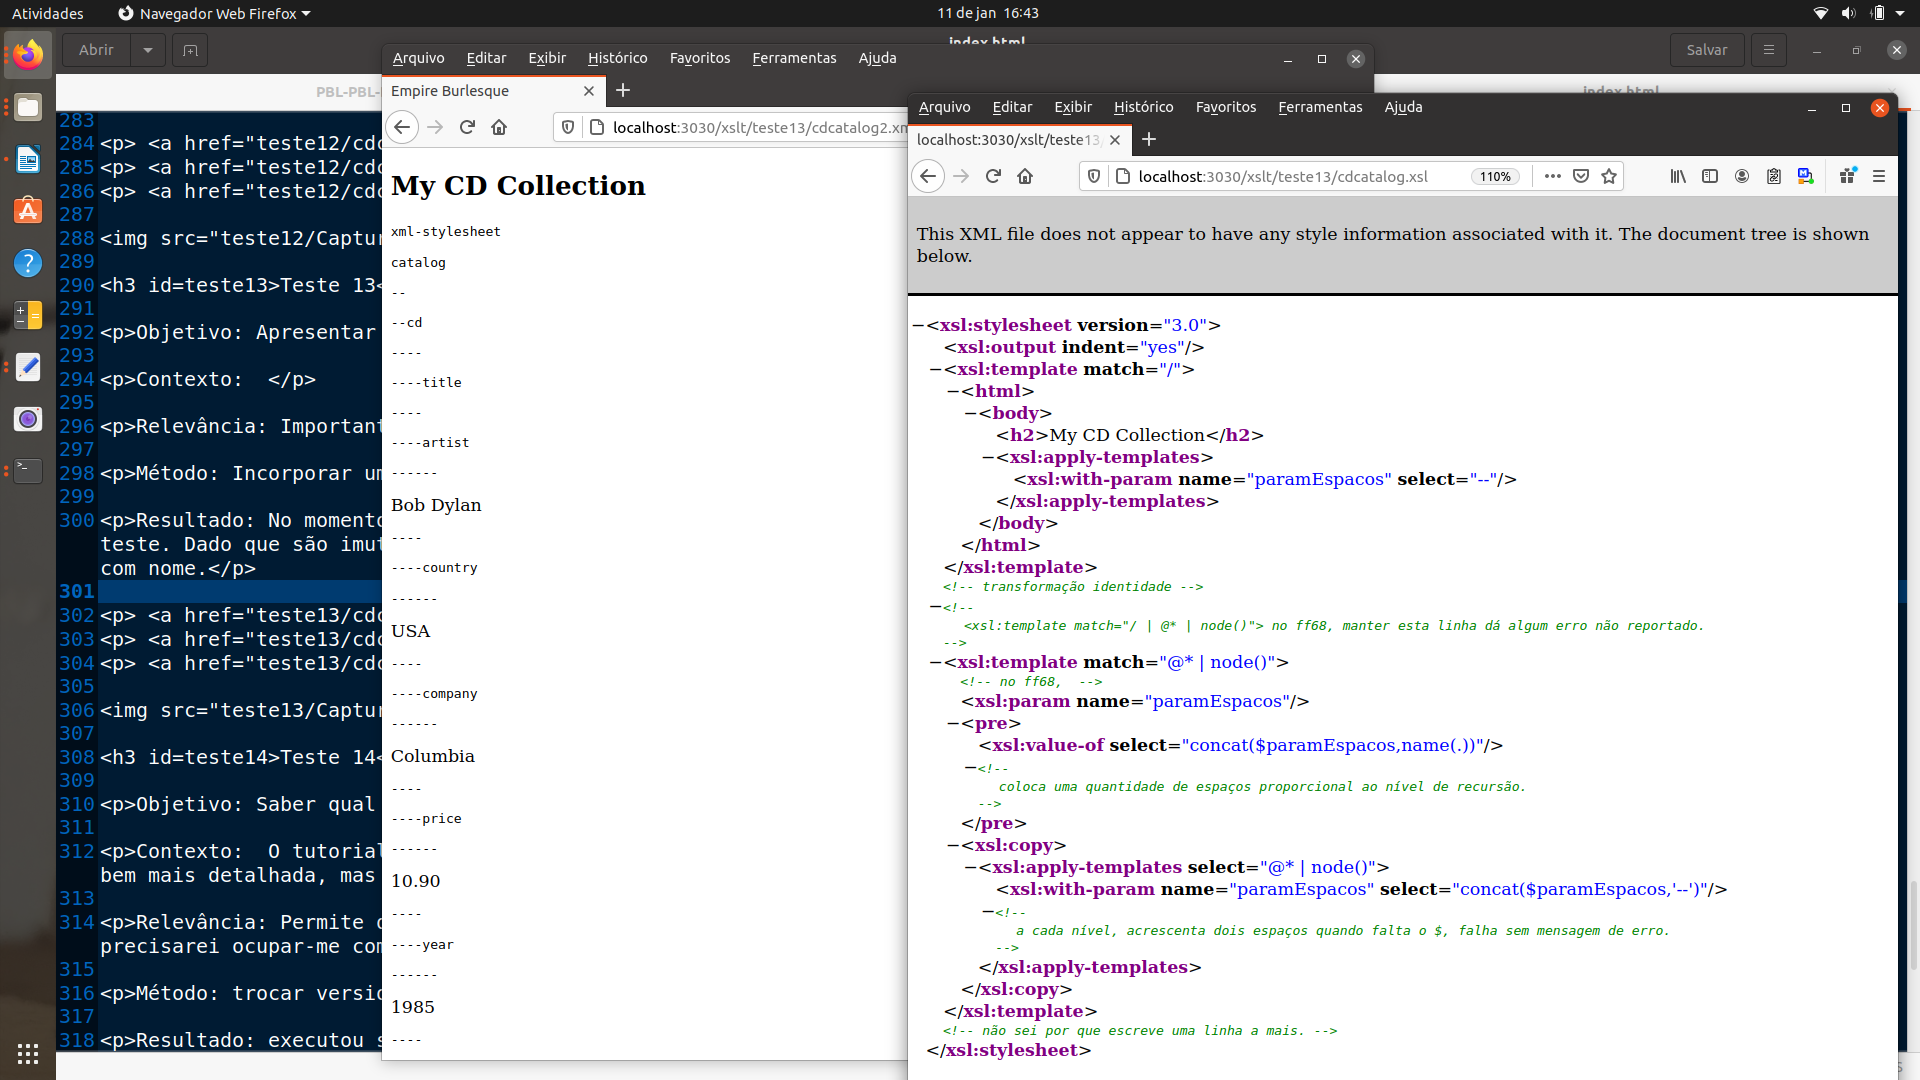 Atividades
Navegador Web Firefox
11 de jan 16:43
Abrir
index.html
Salvar
PBL-PBL-
index.html
283
284 <p> <a href="teste12/cdc
285 <p> <a href="teste12/cdc
286 <p> <a href="teste12/cdc
287
288 <img src="teste12/Captur
289
290 <h3 id=teste13>Teste 13<
291
292 <p>Objetivo: Apresentar
293
294 <p>Contexto:  </p>
295
296 <p>Relevância: Important
297
298 <p>Método: Incorporar um
299
300 <p>Resultado: No momento
teste. Dado que são imut
com nome.</p>
301
302 <p> <a href="teste13/cdc
303 <p> <a href="teste13/cdc
304 <p> <a href="teste13/cdc
305
306 <img src="teste13/Captur
307
308 <h3 id=teste14>Teste 14<
309
310 <p>Objetivo: Saber qual
311
312 <p>Contexto:  O tutorial
bem mais detalhada, mas
313
314 <p>Relevância: Permite
precisarei ocupar-me com
315
316 <p>Método: trocar versio
317
318 <p>Resultado: executou s
Arquivo Editar Exibir Histórico Favoritos Ferramentas Ajuda
Empire Burlesque
localhost:3030/xslt/teste13/cdcatalog2.xm
My CD Collection
xml-stylesheet
catalog
--
--cd
----
----title
----
----artist
------
Bob Dylan
----
----country
------
USA
----
----company
------
Columbia
----
----price
------
10.90
----
----year
------
1985
----
Arquivo Editar Exibir Histórico Favoritos Ferramentas Ajuda
localhost:3030/xslt/teste13/
localhost:3030/xslt/teste13/cdcatalog.xsl
110%
This XML file does not appear to have any style information associated with it. The document tree is shown
below.
−<xsl:stylesheet version="3.0">
<xsl:output indent="yes"/>
−<xsl:template match="/">
−<html>
−<body>
<h2>My CD Collection</h2>
−<xsl:apply-templates>
<xsl:with-param name="paramEspacos" select="--"/>
</xsl:apply-templates>
</body>
</html>
</xsl:template>
<!-- transformação identidade -->
−<!--
<xsl:template match="/ | @* | node()"> no ff68, manter esta linha dá algum erro não reportado.
-->
−<xsl:template match="@* | node()">
<!-- no ff68,  -->
<xsl:param name="paramEspacos"/>
−<pre>
<xsl:value-of select="concat($paramEspacos,name(.))"/>
−<!--
coloca uma quantidade de espaços proporcional ao nível de recursão.
-->
</pre>
−<xsl:copy>
−<xsl:apply-templates select="@* | node()">
<xsl:with-param name="paramEspacos" select="concat($paramEspacos,'--')"/>
−<!--
a cada nível, acrescenta dois espaços quando falta o $, falha sem mensagem de erro.
-->
</xsl:apply-templates>
</xsl:copy>
</xsl:template>
<!-- não sei por que escreve uma linha a mais. -->
</xsl:stylesheet>